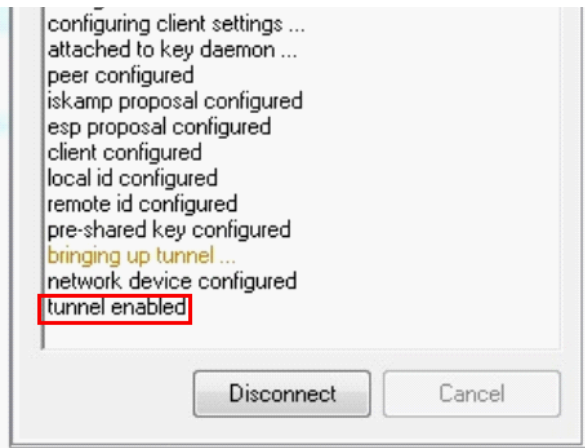 configuring client settings ...
attached to key daemon ...
peer configured
iskamp proposal configured
esp proposal configured
client configured
local id configured
remote id configured
pre-shared key configured
bringing up tunnel ...
network device configured
tunnel enabled
Disconnect
Cancel